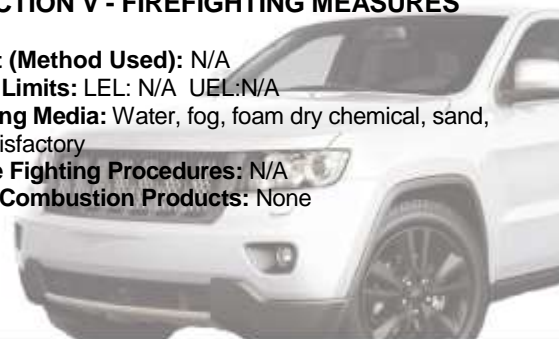 CTION V - FIREFIGHTING MEASURES
(Method Used): N/A
Limits: LEL: N/A UEL:N/A
ng Media: Water, fog, foam dry chemical, sand,
isfactory
e Fighting Procedures: N/A
Combustion Products: None